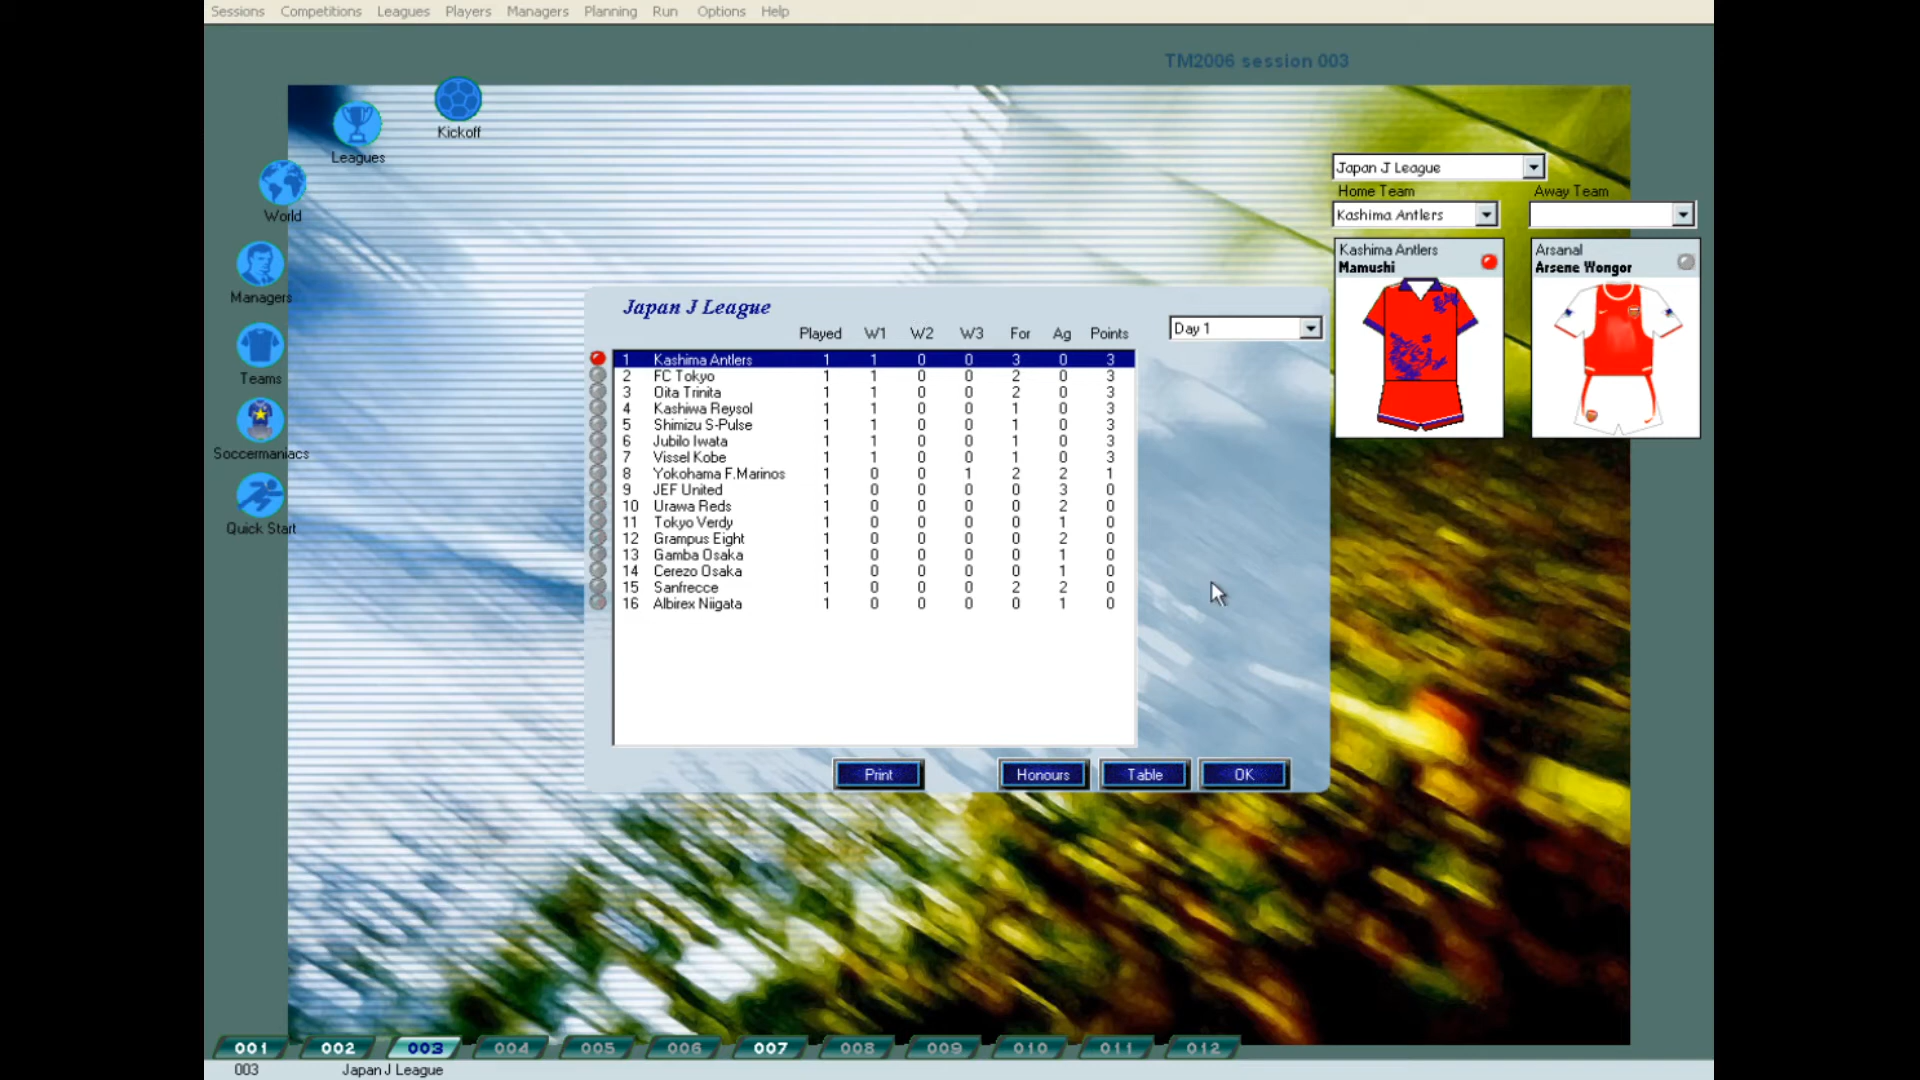 Sessions Competitions Leagues Players Managers Planning Run Options Help
TM2006 session 003
Kickoff
Leagues
World
Managers
Teams
Soccermaniacs
Quick Start
Japan J League
Home Team Away Team
Kashima Antlers
Kashima Antlers
Mamushi
Arsanal
Arsene Wongor
Japan J League
Day 1
Played W1 W2 W3 For Ag Points
1 Kashima Antlers 1 1 0 0 3 0 3
2 FC Tokyo 1 1 0 0 2 0 3
3 Oita Trinita 1 1 0 0 2 0 3
4 Kashiwa Reysol 1 1 0 0 1 0 3
5 Shimizu S-Pulse 1 1 0 0 1 0 3
6 Jubilo Iwata 1 1 0 0 1 0 3
7 Vissel Kobe 1 1 0 0 1 0 3
8 Yokohama F.Marinos 1 0 0 1 2 2 1
9 JEF United 1 0 0 0 0 3 0
10 Urawa Reds 1 0 0 0 0 2 0
11 Tokyo Verdy 1 0 0 0 0 1 0
12 Grampus Eight 1 0 0 0 0 2 0
13 Gamba Osaka 1 0 0 0 0 1 0
14 Cerezo Osaka 1 0 0 0 0 1 0
15 Sanfrecce 1 0 0 0 2 2 0
16 Albirex Niigata 1 0 0 0 0 1 0
Print Honours Table OK
001 002 003 004 005 006 007 008 009 010 011 012
003 Japan J League